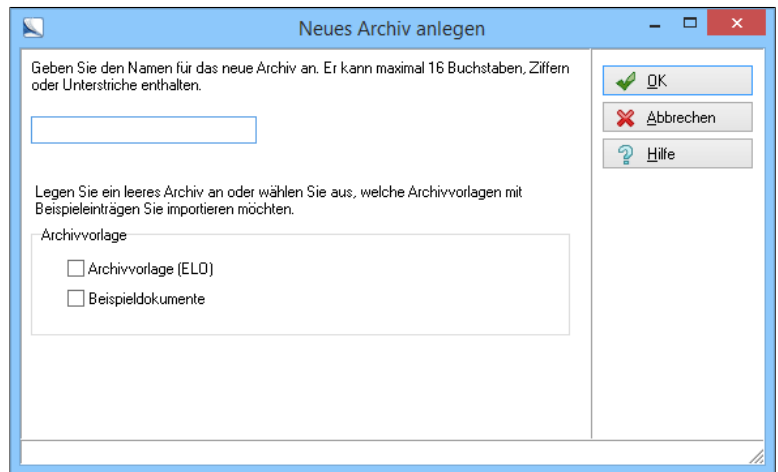 Neues Archiv anlegen
Geben Sie den Namen für das neue Archiv an. Er kann maximal 16 Buchstaben, Ziffern
oder Unterstriche enthalten.
OK
Abbrechen
Hilfe
Legen Sie ein leeres Archiv an oder wählen Sie aus, welche Archivvorlagen mit
Beispieleinträgen Sie importieren möchten.
Archivvorlage
Archivvorlage (ELO)
Beispieldokumente